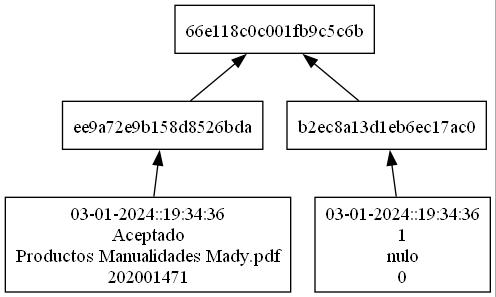 66e118c0c001fb9c5c6b
ee9a72e9b158d8526bda
b2ec8a13d1eb6ec17ac0
03-01-2024::19:34:36
Aceptado
Productos Manualidades Mady.pdf
202001471
03-01-2024::19:34:36
1
nulo
0